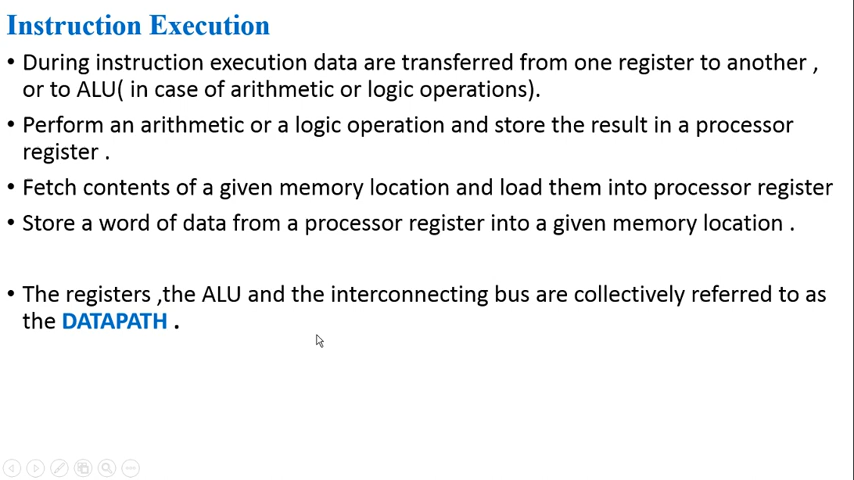 Instruction Execution
• During instruction execution data are transferred from one register to another ,
or to ALU( in case of arithmetic or logic operations).
• Perform an arithmetic or a logic operation and store the result in a processor
register .
• Fetch contents of a given memory location and load them into processor register
• Store a word of data from a processor register into a given memory location .
• The registers ,the ALU and the interconnecting bus are collectively referred to as
the DATAPATH .